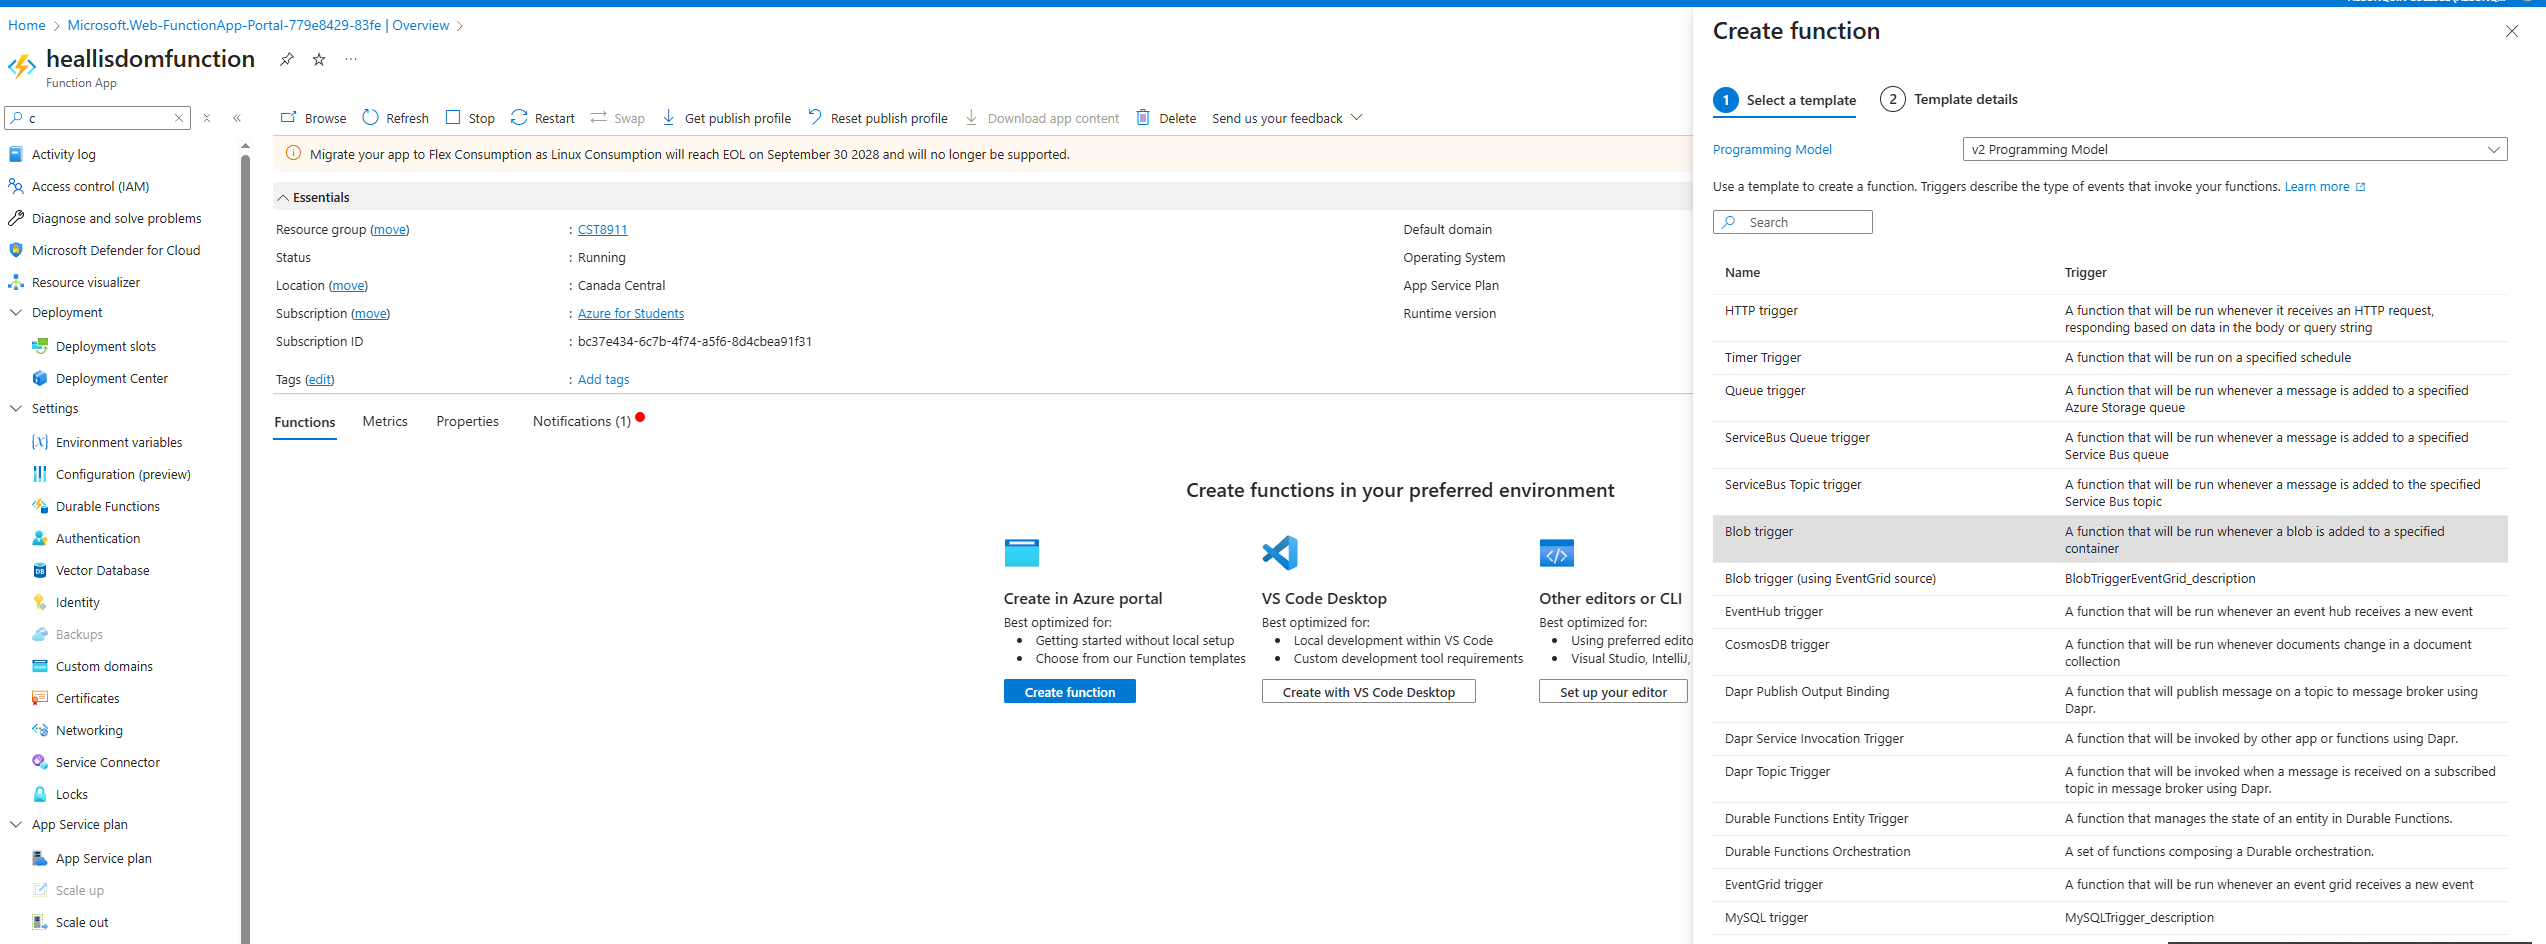 Home > Microsoft.Web-FunctionApp-Portal-779e8429-83fe | Overview >
heallisdomfunction
Function App
c
Activity log
Access control (IAM)
Diagnose and solve problems
Microsoft Defender for Cloud
Resource visualizer
Deployment
Deployment slots
Deployment Center
Settings
Environment variables
Configuration (preview)
Durable Functions
Authentication
Vector Database
Identity
Backups
Custom domains
Certificates
Networking
Service Connector
Locks
App Service plan
App Service plan
Scale up
Scale out
Browse Refresh Stop Restart Swap Get publish profile Reset publish profile Download app content Delete Send us your feedback
Migrate your app to Flex Consumption as Linux Consumption will reach EOL on September 30 2028 and will no longer be supported.
Essentials
Resource group (move) : CST8911
Status : Running
Location (move) : Canada Central
Subscription (move) : Azure for Students
Subscription ID : bc37e434-6c7b-4f74-a5f6-8d4cbea91f31
Tags (edit) : Add tags
Default domain
Operating System
App Service Plan
Runtime version
Functions Metrics Properties Notifications (1)
Create functions in your preferred environment
Create in Azure portal
Best optimized for:
• Getting started without local setup
• Choose from our Function templates
Create function
VS Code Desktop
Best optimized for:
• Local development within VS Code
• Custom development tool requirements
Create with VS Code Desktop
Other editors or CLI
Best optimized for:
• Using preferred edito
• Visual Studio, IntelliJ,
Set up your editor
Create function
1 Select a template 2 Template details
Programming Model v2 Programming Model
Use a template to create a function. Triggers describe the type of events that invoke your functions. Learn more
Search
Name Trigger
HTTP trigger A function that will be run whenever it receives an HTTP request,
responding based on data in the body or query string
Timer Trigger A function that will be run on a specified schedule
Queue trigger A function that will be run whenever a message is added to a specified
Azure Storage queue
ServiceBus Queue trigger A function that will be run whenever a message is added to a specified
Service Bus queue
ServiceBus Topic trigger A function that will be run whenever a message is added to the specified
Service Bus topic
Blob trigger A function that will be run whenever a blob is added to a specified
container
Blob trigger (using EventGrid source) BlobTriggerEventGrid_description
EventHub trigger A function that will be run whenever an event hub receives a new event
CosmosDB trigger A function that will be run whenever documents change in a document
collection
Dapr Publish Output Binding A function that will publish message on a topic to message broker using
Dapr.
Dapr Service Invocation Trigger A function that will be invoked by other app or functions using Dapr.
Dapr Topic Trigger A function that will be invoked when a message is received on a subscribed
topic in message broker using Dapr.
Durable Functions Entity Trigger A function that manages the state of an entity in Durable Functions.
Durable Functions Orchestration A set of functions composing a Durable orchestration.
EventGrid trigger A function that will be run whenever an event grid receives a new event
MySQL trigger MySQLTrigger_description